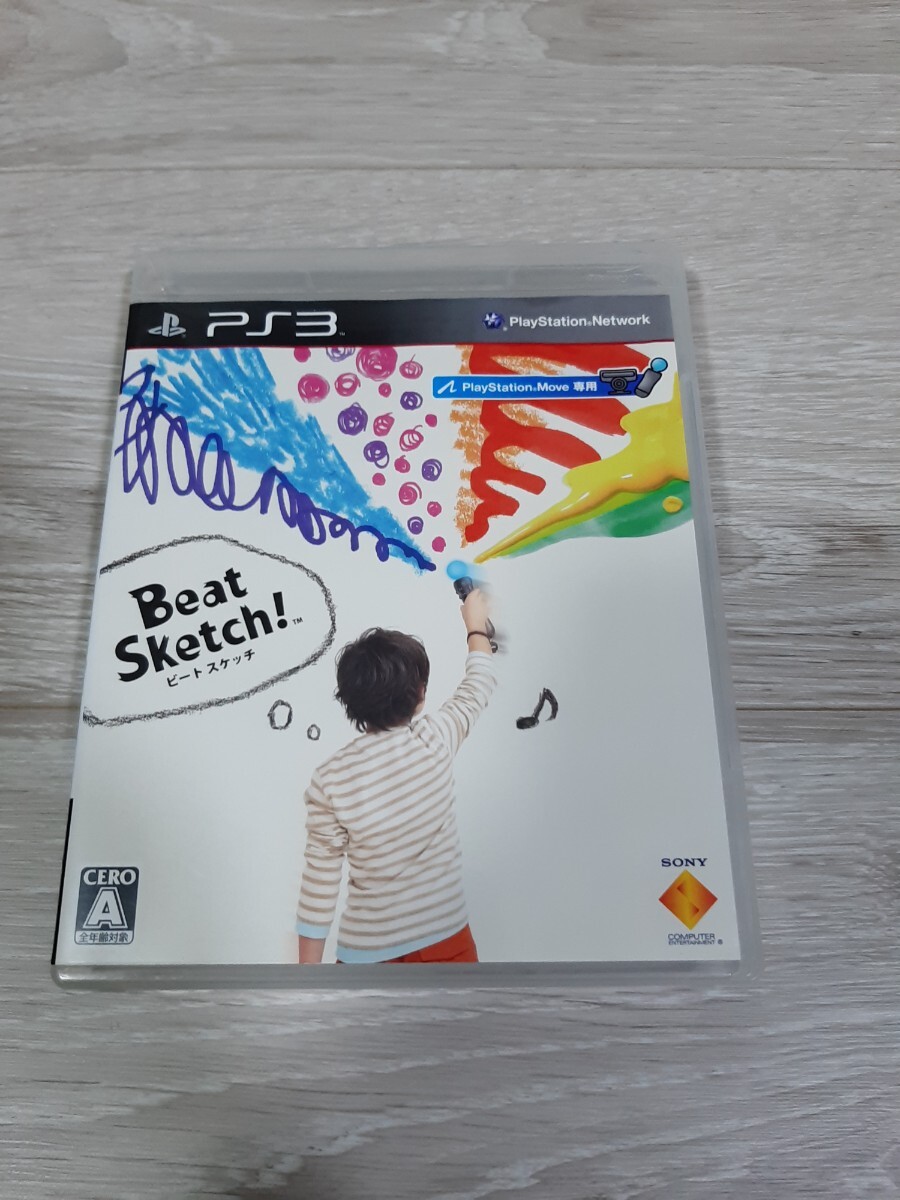 PS3™
PlayStation®Network
PlayStation®Move 専用
Beat
Sketch!™
ビートスケッチ
CERO
A
全年齢対象
SONY
COMPUTER
ENTERTAINMENT®